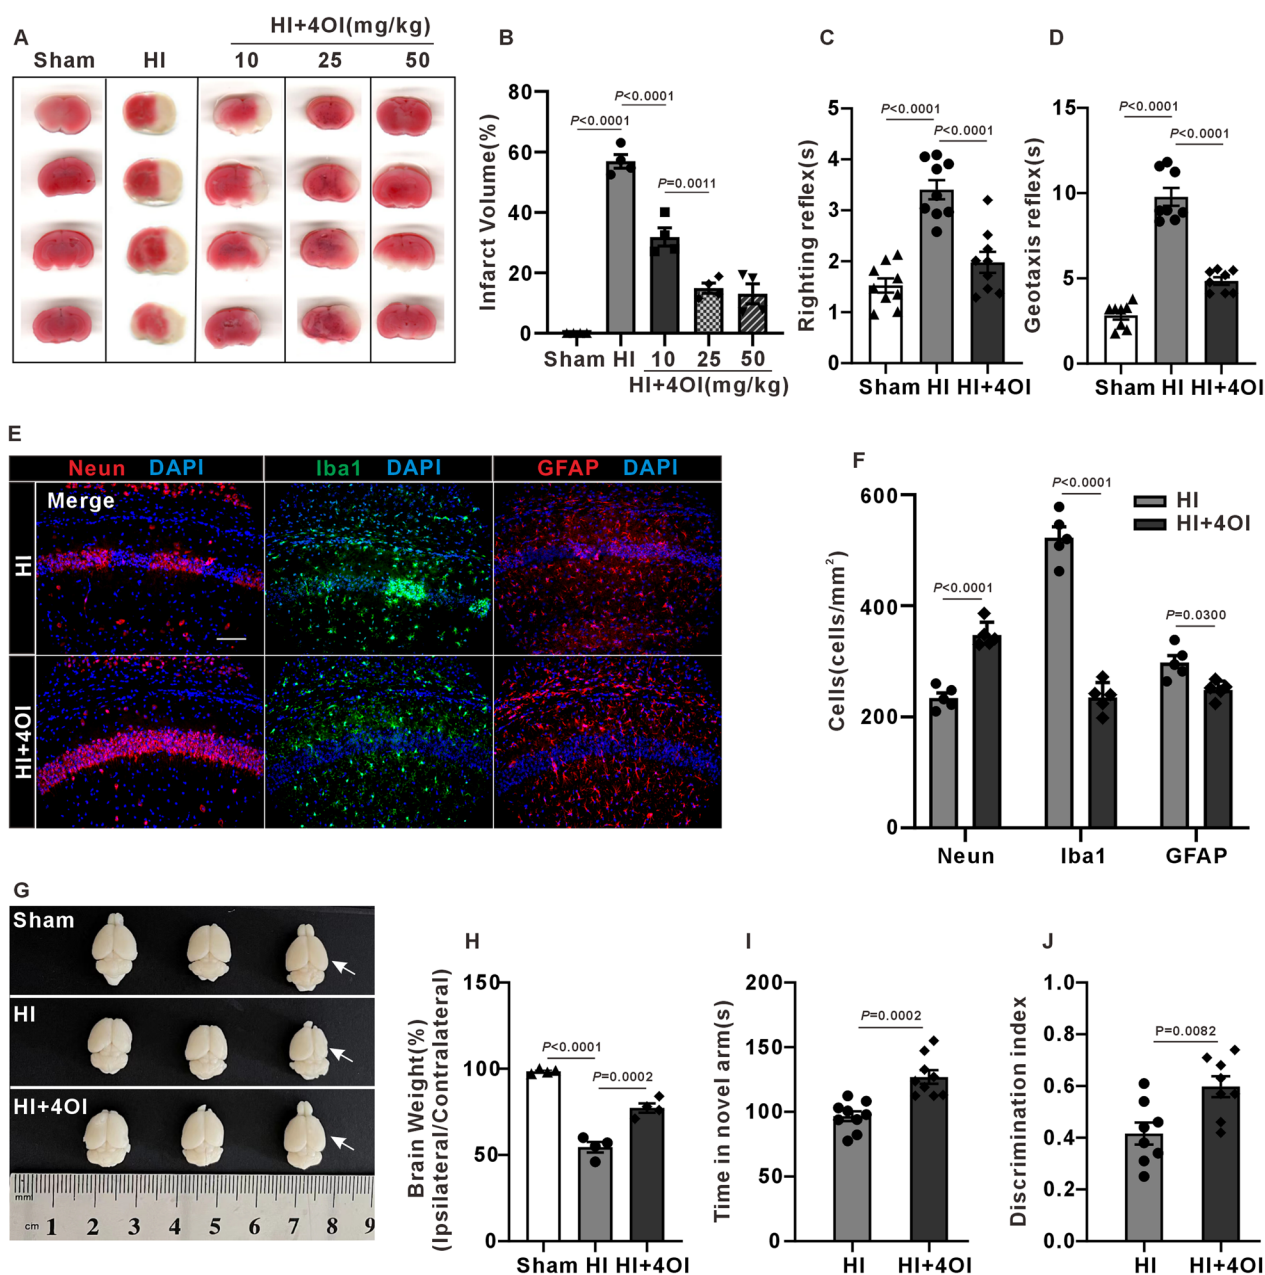 A
HI+4OI(mg/kg)
Sham HI 10 25 50
B
Infarct Volume(%)
80
60
40
20
0
P<0.0001
P<0.0001
P=0.0011
Sham HI 10 25 50
HI+4OI(mg/kg)
C
Righting reflex(s)
5
4
3
2
1
0
P<0.0001
P<0.0001
Sham HI HI+4OI
D
Geotaxis reflex(s)
15
10
5
0
P<0.0001
P<0.0001
Sham HI HI+4OI
E
Neun DAPI Iba1 DAPI GFAP DAPI
Merge
HI
HI+4OI
F
Cells(cells/mm²)
600
400
200
0
P<0.0001
P<0.0001
P=0.0300
HI
HI+4OI
Neun Iba1 GFAP
G
Sham
HI
HI+4OI
mm
cm 1 2 3 4 5 6 7 8 9
H
Brain Weight(%)
(Ipsilateral/Contralateral)
150
100
50
0
P<0.0001
P=0.0002
Sham HI HI+4OI
I
Time in novel arm(s)
200
150
100
50
0
P=0.0002
HI HI+4OI
J
Discrimination index
1.0
0.8
0.6
0.4
0.2
0.0
P=0.0082
HI HI+4OI